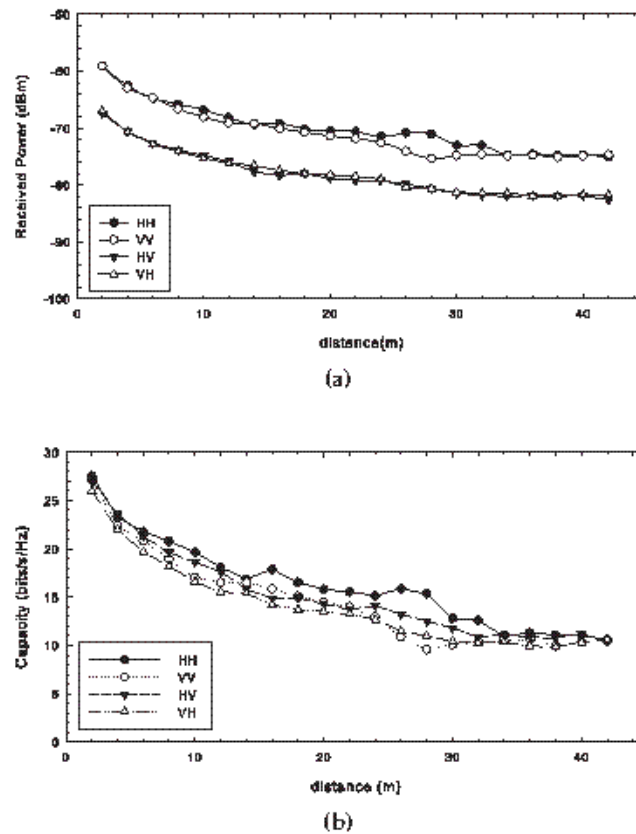 -50
-60
-70
-80
-90
-100
Received Power (dBm)
HH
VV
HV
VH
0 10 20 30 40
distance(m)
(a)
30
25
20
15
10
5
0
Capacity (bits/s/Hz)
HH
VV
HV
VH
0 10 20 30 40
distance (m)
(b)